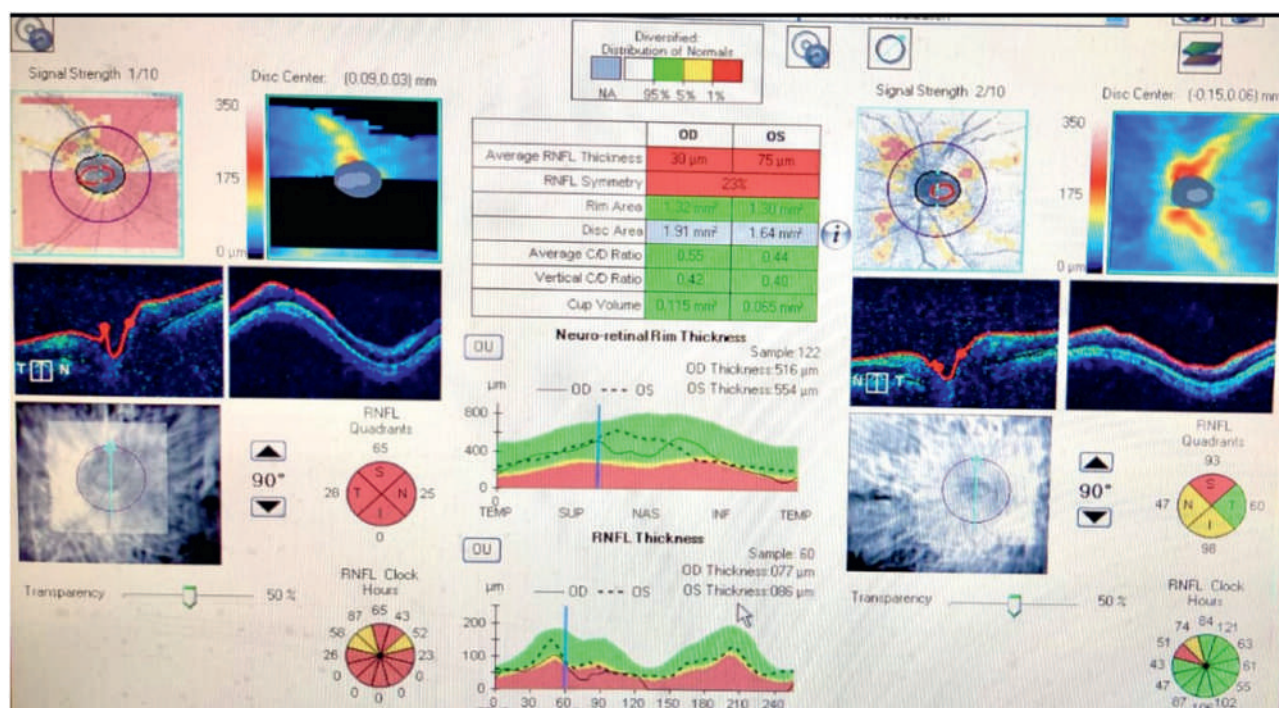 Diversified:
Distribution of Normals
NA 95% 5% 1%
Signal Strength 1/10
Disc Center: (0.09,0.03) mm
350
175
0 µm
OD OS
Average RNFL Thickness 30 µm 75 µm
RNFL Symmetry 23%
Rim Area 1.32 mm² 1.30 mm²
Disc Area 1.91 mm² 1.64 mm²
Average C/D Ratio 0.55 0.44
Vertical C/D Ratio 0.42 0.40
Cup Volume 0.115 mm³ 0.065 mm³
i
Signal Strength 2/10
Disc Center: (-0.15,0.06) mm
350
175
0 µm
T N
N T
OU
Neuro-retinal Rim Thickness
Sample:122
OD Thickness:516 µm
OS Thickness:554 µm
µm
OD OS
800
400
0
0
TEMP SUP NAS INF TEMP
RNFL
Quadrants
65
S
28 T N 25
I
0
90°
RNFL
Quadrants
93
S
47 N T 60
I
98
90°
OU
RNFL Thickness
Sample: 60
OD Thickness:077 µm
OS Thickness:086 µm
µm
OD OS
200
100
0
0 30 60 90 120 150 180 210 240
Transparency 50 %
RNFL Clock
Hours
65
87 43
58 52
26 23
0 0
0 0
0
Transparency 50 %
RNFL Clock
Hours
84
74 121
51 63
43 61
47 55
87 102